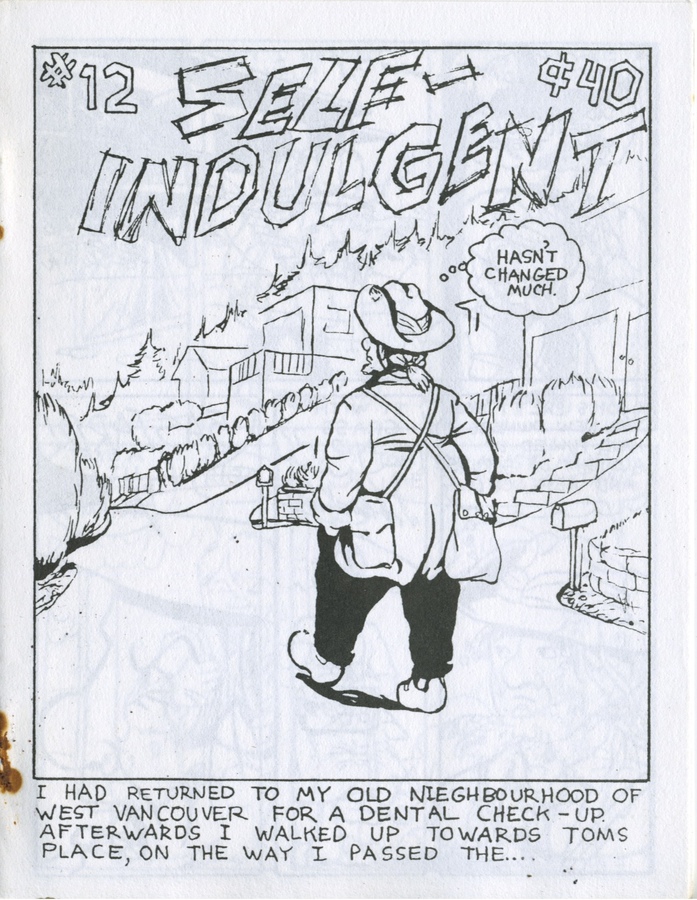 #12 SELF- ¢40
INDULGENT
HASN'T
CHANGED
MUCH.
I HAD RETURNED TO MY OLD NIEGHBOURHOOD OF
WEST VANCOUVER FOR A DENTAL CHECK-UP.
AFTERWARDS I WALKED UP TOWARDS TOMS
PLACE, ON THE WAY I PASSED THE....